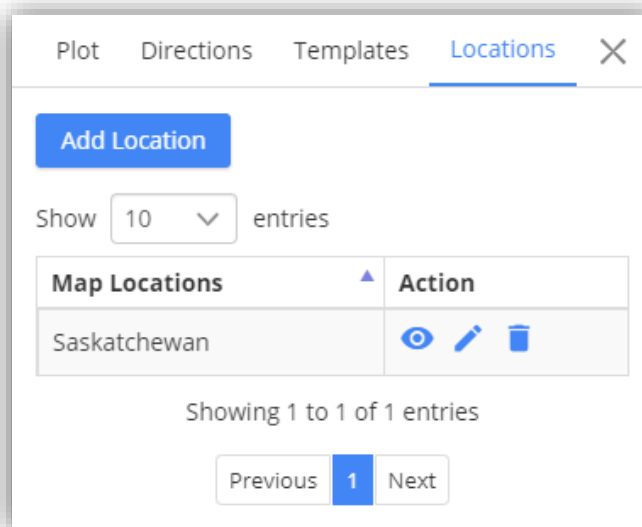 Plot Directions Templates Locations
Add Location
Show 10 entries
Map Locations Action
Saskatchewan
Showing 1 to 1 of 1 entries
Previous 1 Next